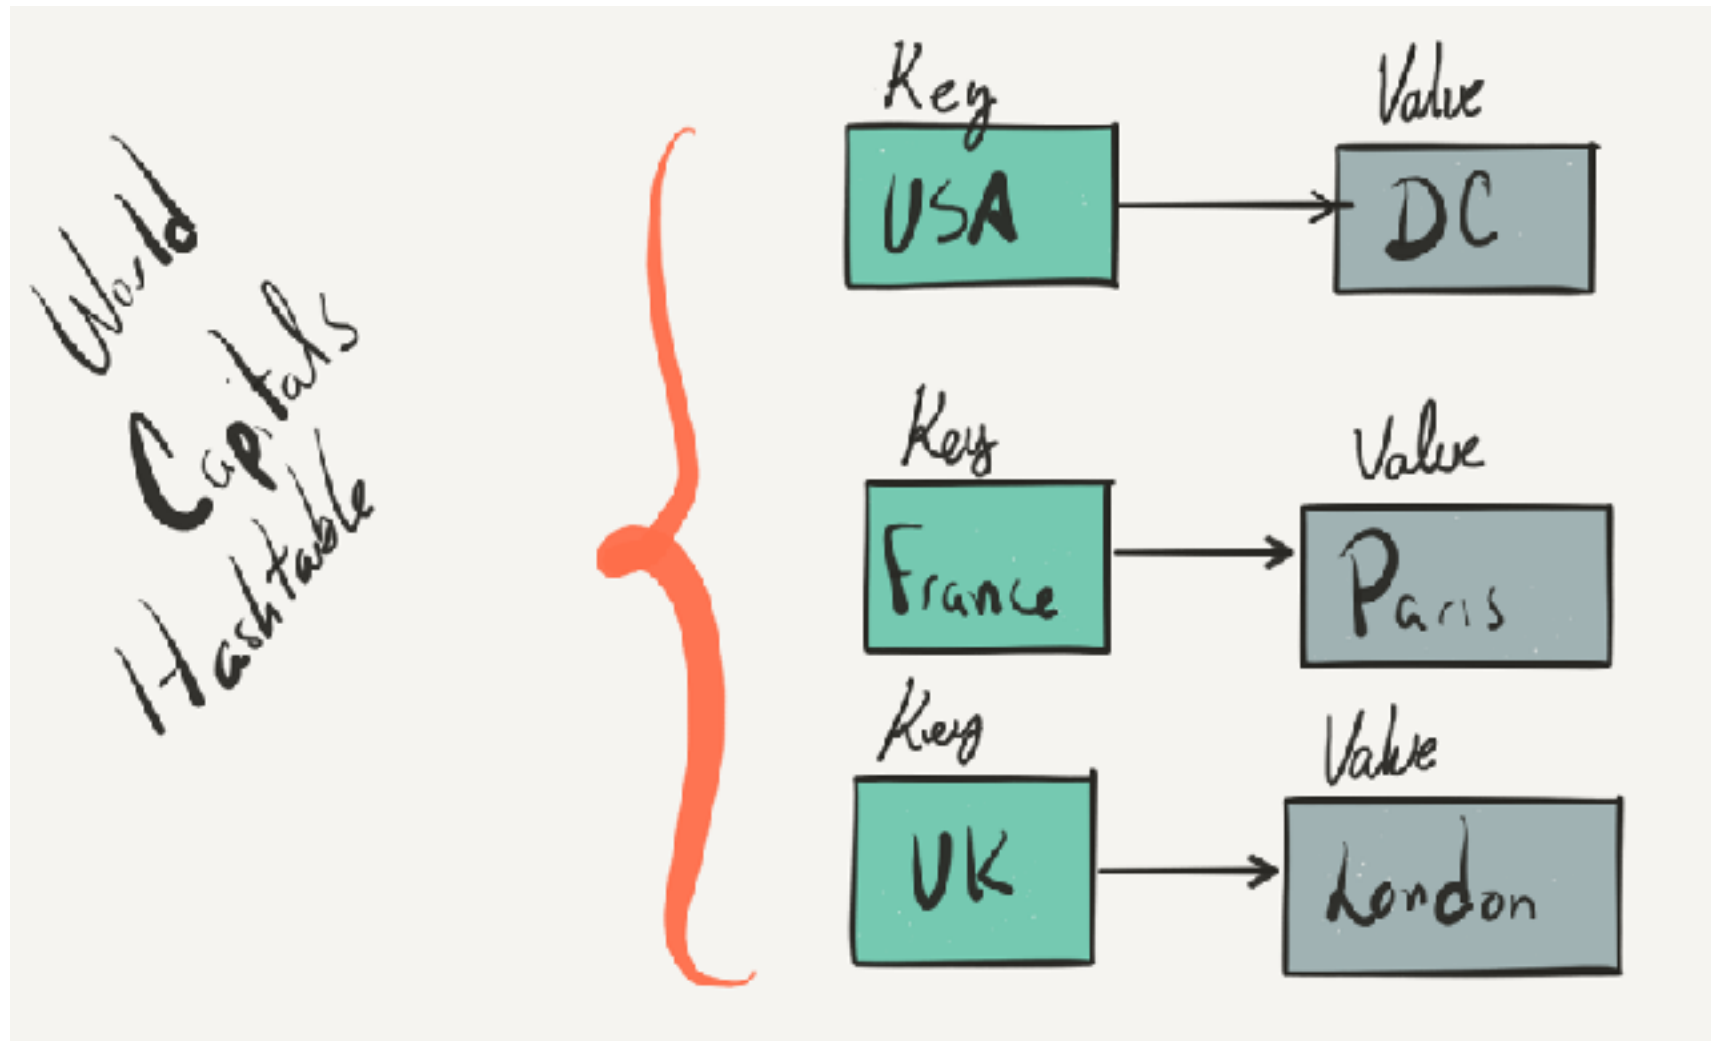 World
Capitals
Hashtable
Key
Value
USA
DC
Key
Value
France
Paris
Key
Value
UK
London